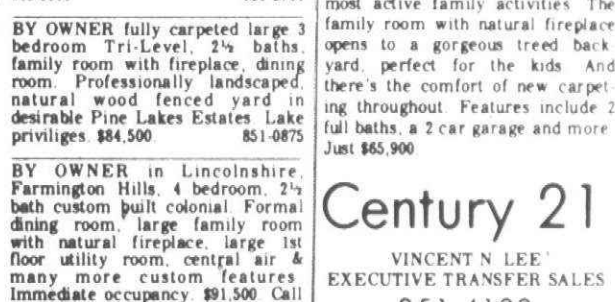 BY OWNER fully carpeted large 3
bedroom Tri-Level, 2½ baths,
family room with fireplace, dining
room. Professionally landscaped,
natural wood fenced yard in
desirable Pine Lakes Estates. Lake
priviliges. $84,500. 851-0875
BY OWNER in Lincolnshire,
Farmington Hills, 4 bedroom, 2½
bath custom built colonial. Formal
dining room, large family room
with natural fireplace, large 1st
floor utility room, central air &
many more custom features.
Immediate occupancy. $91,500. Call
most active family activities. The
family room with natural fireplace
opens to a gorgeous treed back
yard, perfect for the kids. And
there's the comfort of new carpet-
ing throughout. Features include 2
full baths, a 2 car garage and more.
Just $65,900.
Century 21
VINCENT N. LEE
EXECUTIVE TRANSFER SALES